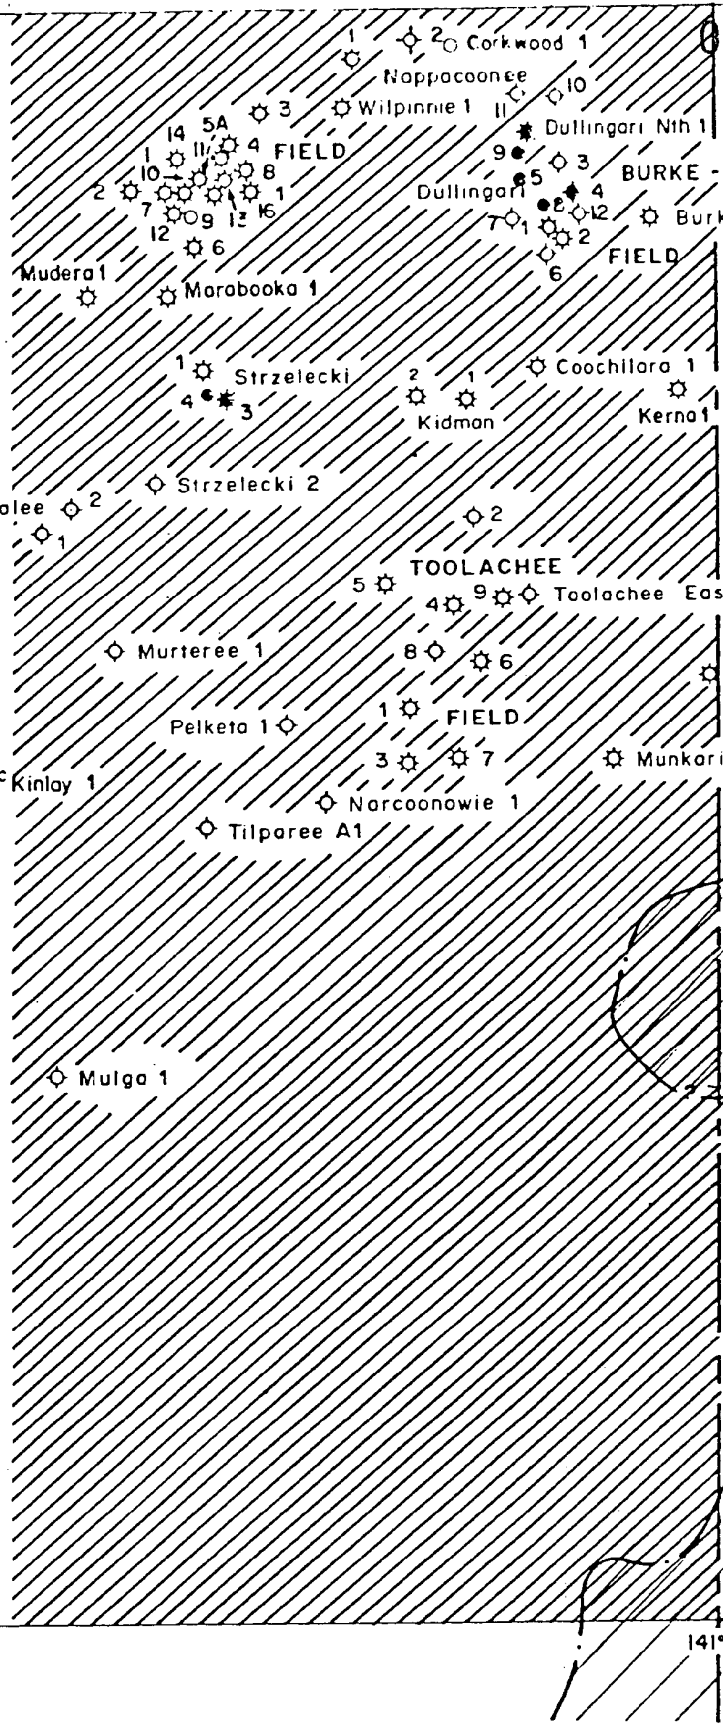 1
2
Corkwood 1
Nappacoongee
11
10
3
Wilpinnie 1
5A
14
11
4
FIELD
Dullingari Nth 1
1
10
8
9
3
BURKE -
2
1
Dullingari
5
4
7
9
13
16
8
12
Burk
12
7
1
2
6
6
FIELD
Mudera 1
Marabooka 1
1
Strzelecki
Coochilara 1
4
3
2
1
Kidman
Kerna 1
Strzelecki 2
alee
2
1
2
TOOLACHEE
5
4
9
Toolachee Eas
Murteree 1
8
6
1
FIELD
Pelketa 1
3
7
Munkari
c Kinlay 1
Narcoonowie 1
Tilparee A1
Mulga 1
141°